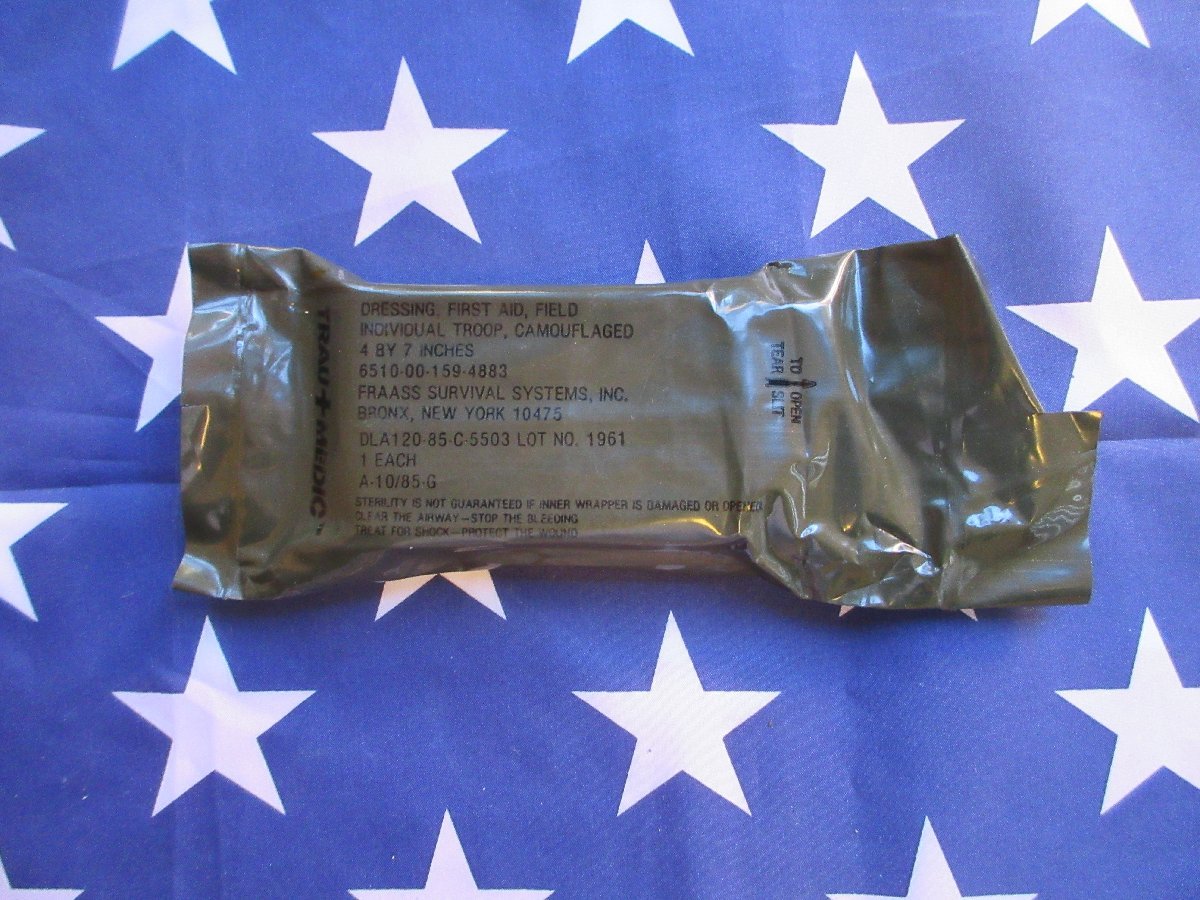 TRAU+MEDIC™
DRESSING, FIRST AID, FIELD
INDIVIDUAL TROOP, CAMOUFLAGED
4 BY 7 INCHES
6510-00-159-4883
FRAASS SURVIVAL SYSTEMS, INC.
BRONX, NEW YORK 10475
DLA120-85-C-5503 LOT NO. 1961
1 EACH
A-10/85-G
STERILITY IS NOT GUARANTEED IF INNER WRAPPER IS DAMAGED OR OPENED
CLEAR THE AIRWAY—STOP THE BLEEDING
TREAT FOR SHOCK—PROTECT THE WOUND
TO OPEN
TEAR SLIT